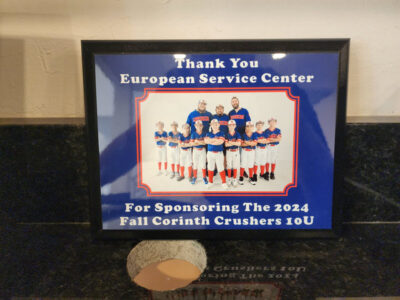 Thank You
European Service Center
For Sponsoring The 2024
Fall Corinth Crushers 10U